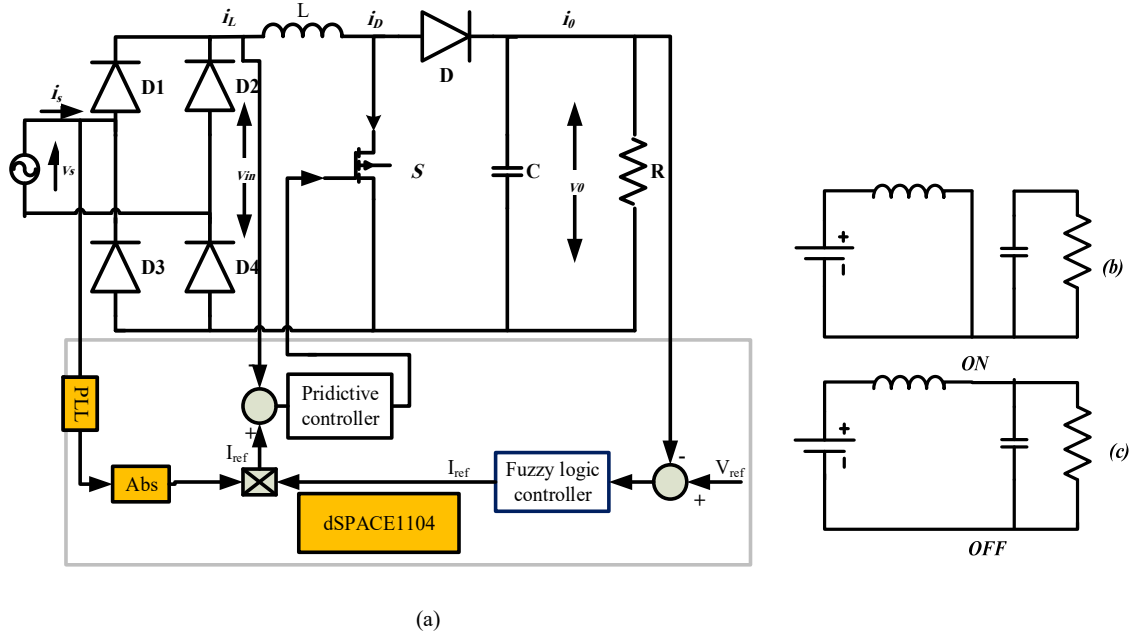 i_L
L
i_D
i_0
D1
D2
D
i_s
v_s
v_in
S
C
v_0
R
D3
D4
(b)
ON
-
PLL
Pridictive
controller
+
I_ref
I_ref
Fuzzy logic
controller
-
V_ref
+
Abs
dSPACE1104
+
-
+
-
(c)
OFF
(a)